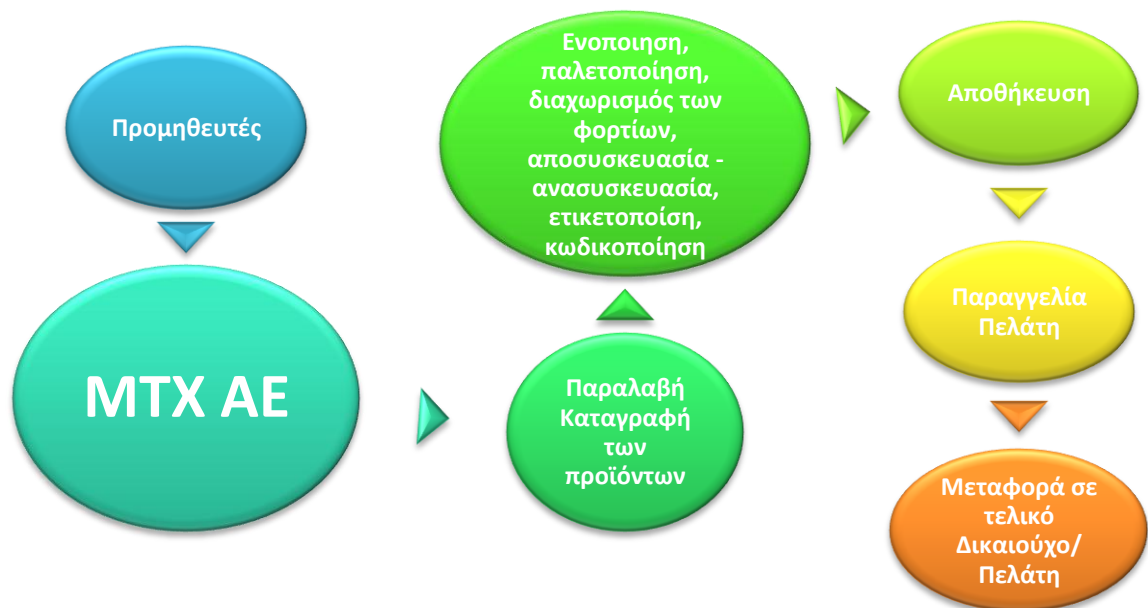 Προμηθευτές
ΜΤΧ ΑΕ
Παραλαβή
Καταγραφή
των
προϊόντων
Ενοποιηση,
παλετοποίηση,
διαχωρισμός των
φορτίων,
αποσυσκευασία -
ανασυσκευασία,
ετικετοποίση,
κωδικοποίηση
Αποθήκευση
Παραγγελία
Πελάτη
Μεταφορά σε
τελικό
Δικαιούχο/
Πελάτη